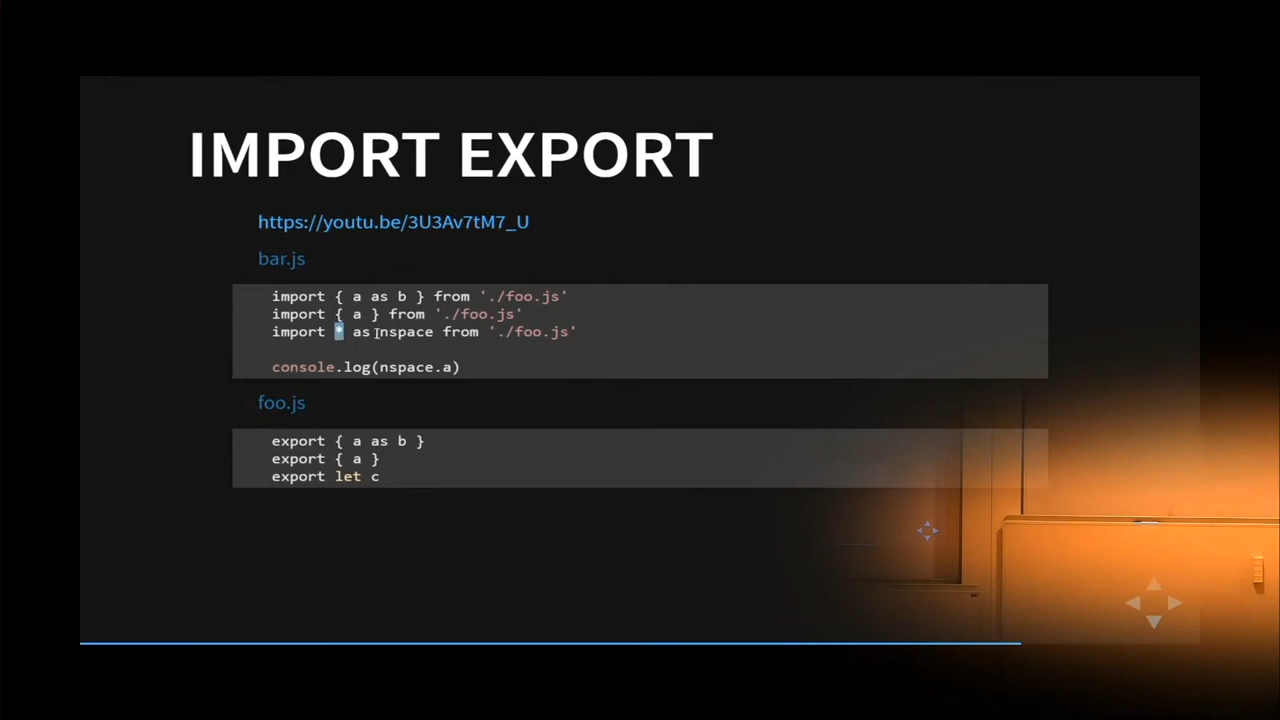 IMPORT EXPORT
https://youtu.be/3U3Av7tM7_U
bar.js
import { a as b } from './foo.js'
import { a } from './foo.js'
import * as nspace from './foo.js'
console.log(nspace.a)
foo.js
export { a as b }
export { a }
export let c